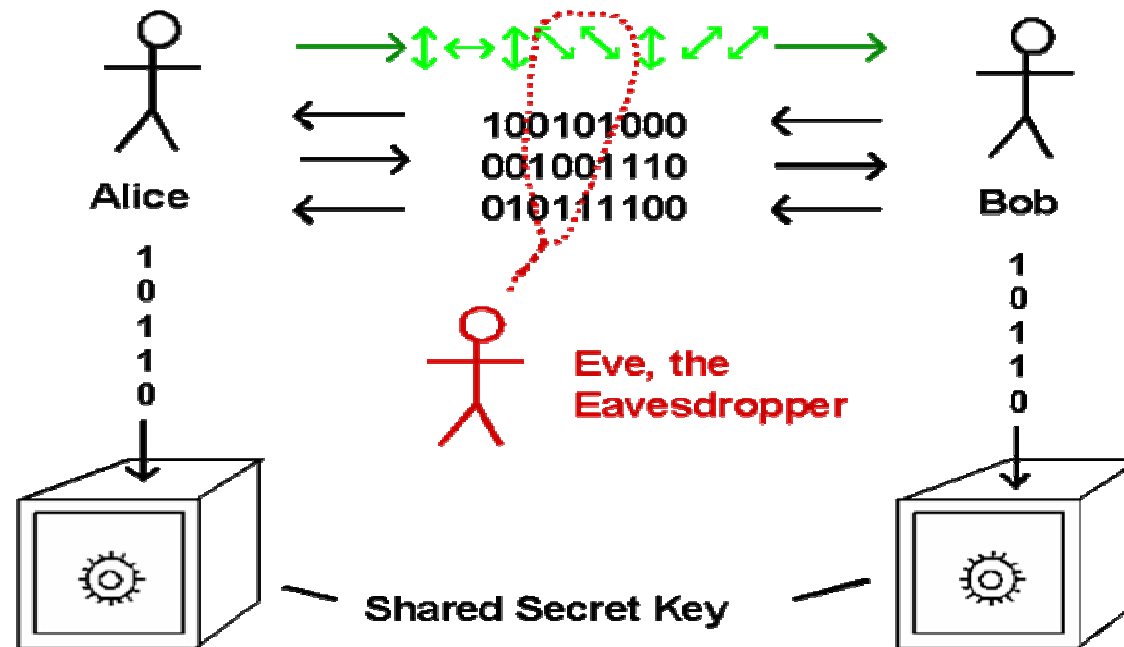 100101000
001001110
010111100
Alice
Bob
1
0
1
1
0
1
0
1
1
0
Eve, the
Eavesdropper
Shared Secret Key